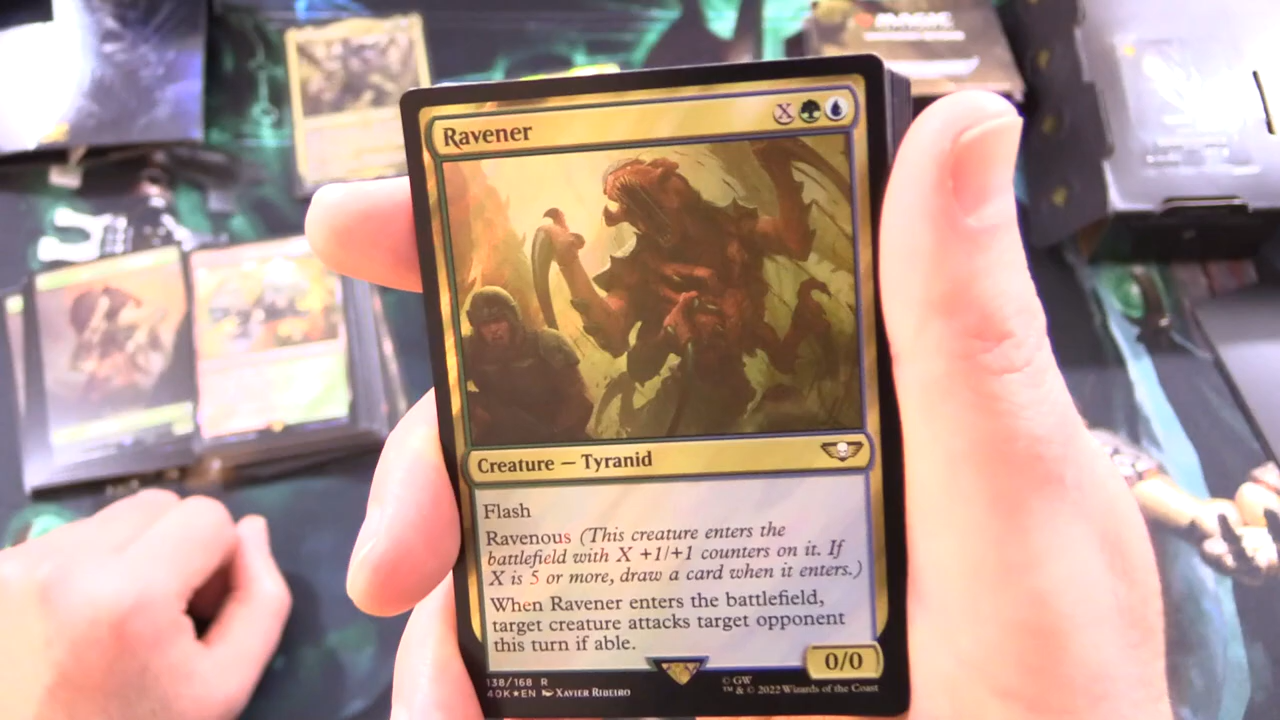 MAGIC
Ravener
X
Creature — Tyranid
Flash
Ravenous (This creature enters the
battlefield with X +1/+1 counters on it. If
X is 5 or more, draw a card when it enters.)
When Ravener enters the battlefield,
target creature attacks target opponent
this turn if able.
0/0
138/168 R
40K★EN Xavier Ribeiro
© GW
™ & © 2022 Wizards of the Coast